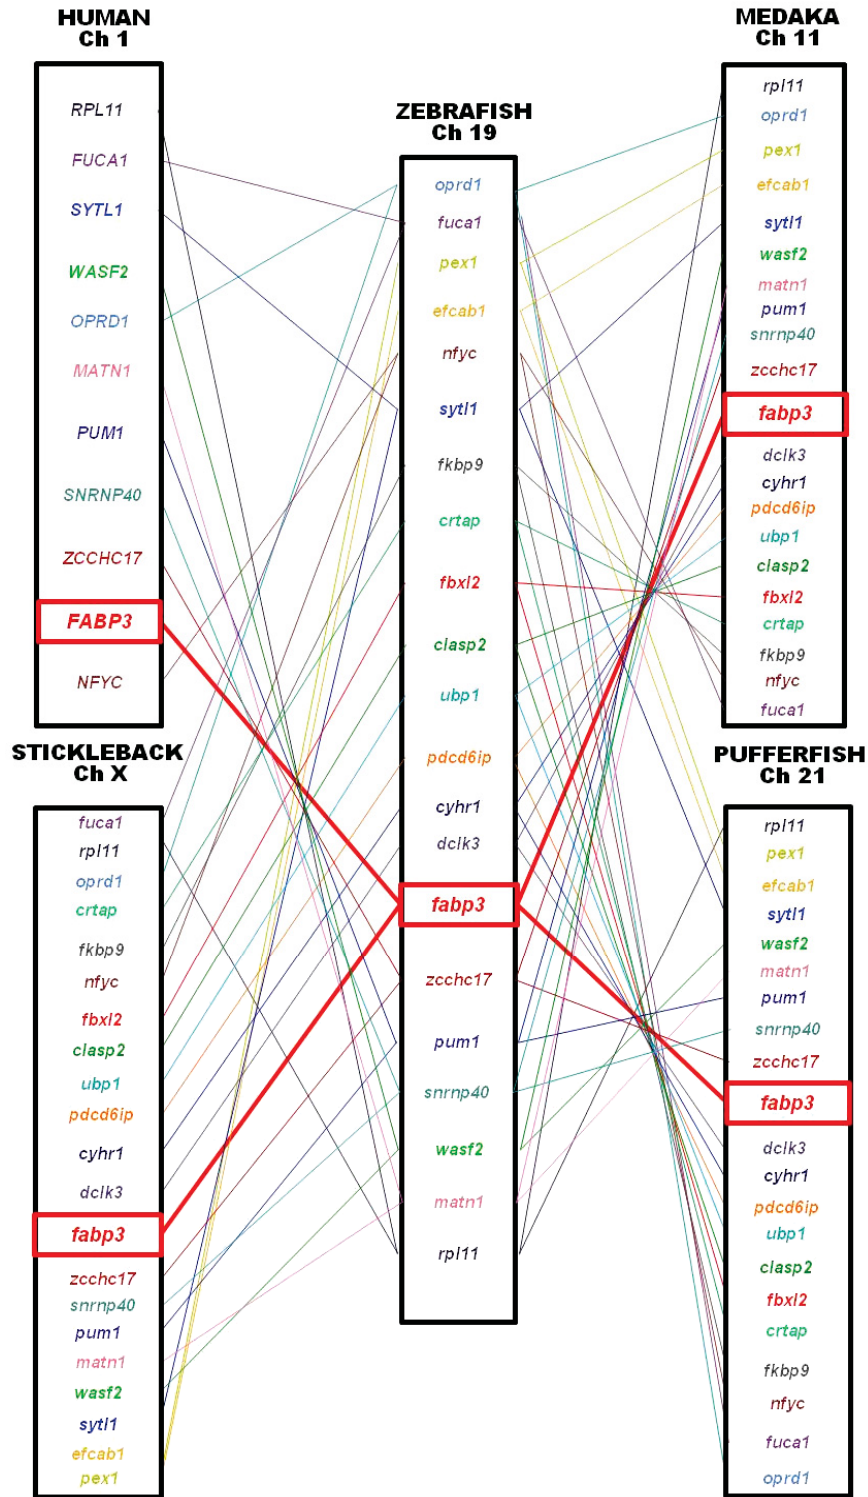 HUMAN
Ch 1
RPL11
FUCA1
SYTL1
WASF2
OPRD1
MATN1
PUM1
SNRNP40
ZCCHC17
FABP3
NFYC
STICKLEBACK
Ch X
fuca1
rpl11
oprd1
crtap
fkbp9
nfyc
fbxl2
clasp2
ubp1
pdcd6ip
cyhr1
dclk3
fabp3
zcchc17
snrnp40
pum1
matn1
wasf2
sytl1
efcab1
pex1
ZEBRAFISH
Ch 19
oprd1
fuca1
pex1
efcab1
nfyc
sytl1
fkbp9
crtap
fbxl2
clasp2
ubp1
pdcd6ip
cyhr1
dclk3
fabp3
zcchc17
pum1
snrnp40
wasf2
matn1
rpl11
MEDAKA
Ch 11
rpl11
oprd1
pex1
efcab1
sytl1
wasf2
matn1
pum1
snrnp40
zcchc17
fabp3
dclk3
cyhr1
pdcd6ip
ubp1
clasp2
fbxl2
crtap
fkbp9
nfyc
fuca1
PUFFERFISH
Ch 21
rpl11
pex1
efcab1
sytl1
wasf2
matn1
pum1
snrnp40
zcchc17
fabp3
dclk3
cyhr1
pdcd6ip
ubp1
clasp2
fbxl2
crtap
fkbp9
nfyc
fuca1
oprd1